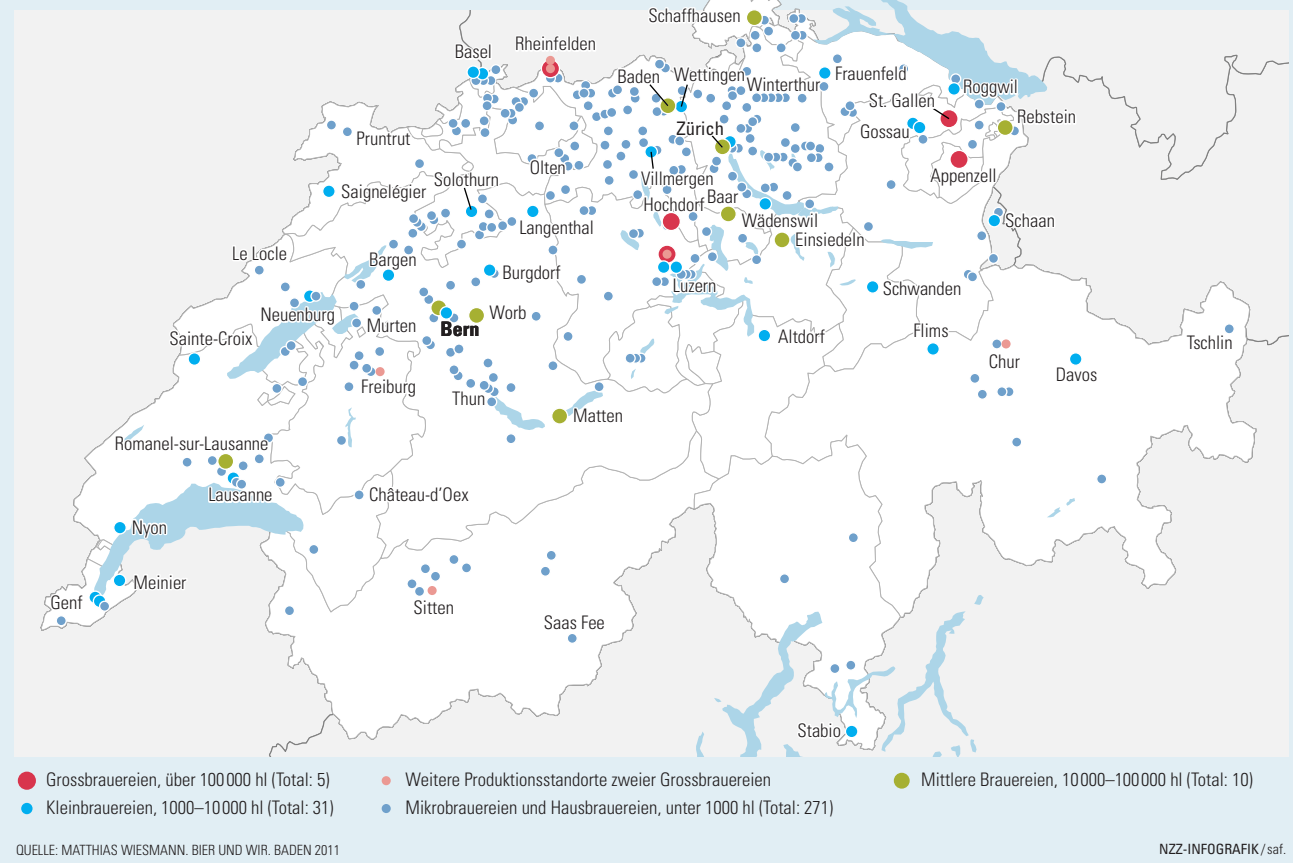 Schaffhausen
Basel
Rheinfelden
Baden
Wettingen
Winterthur
Frauenfeld
Roggwil
St. Gallen
Rebstein
Gossau
Zürich
Pruntrut
Olten
Appenzell
Villmergen
Solothurn
Saignelégier
Hochdorf
Baar
Wädenswil
Schaan
Langenthal
Einsiedeln
Le Locle
Bargen
Burgdorf
Luzern
Schwanden
Neuenburg
Worb
Murten
Bern
Altdorf
Flims
Tschlin
Sainte-Croix
Chur
Davos
Freiburg
Thun
Matten
Romanel-sur-Lausanne
Lausanne
Château-d’Oex
Nyon
Meinier
Genf
Sitten
Saas Fee
Stabio
Grossbrauereien, über 100 000 hl (Total: 5)
Weitere Produktionsstandorte zweier Grossbrauereien
Mittlere Brauereien, 10 000–100 000 hl (Total: 10)
Kleinbrauereien, 1000–10 000 hl (Total: 31)
Mikrobrauereien und Hausbrauereien, unter 1000 hl (Total: 271)
QUELLE: MATTHIAS WIESMANN. BIER UND WIR. BADEN 2011
NZZ-INFOGRAFIK / saf.